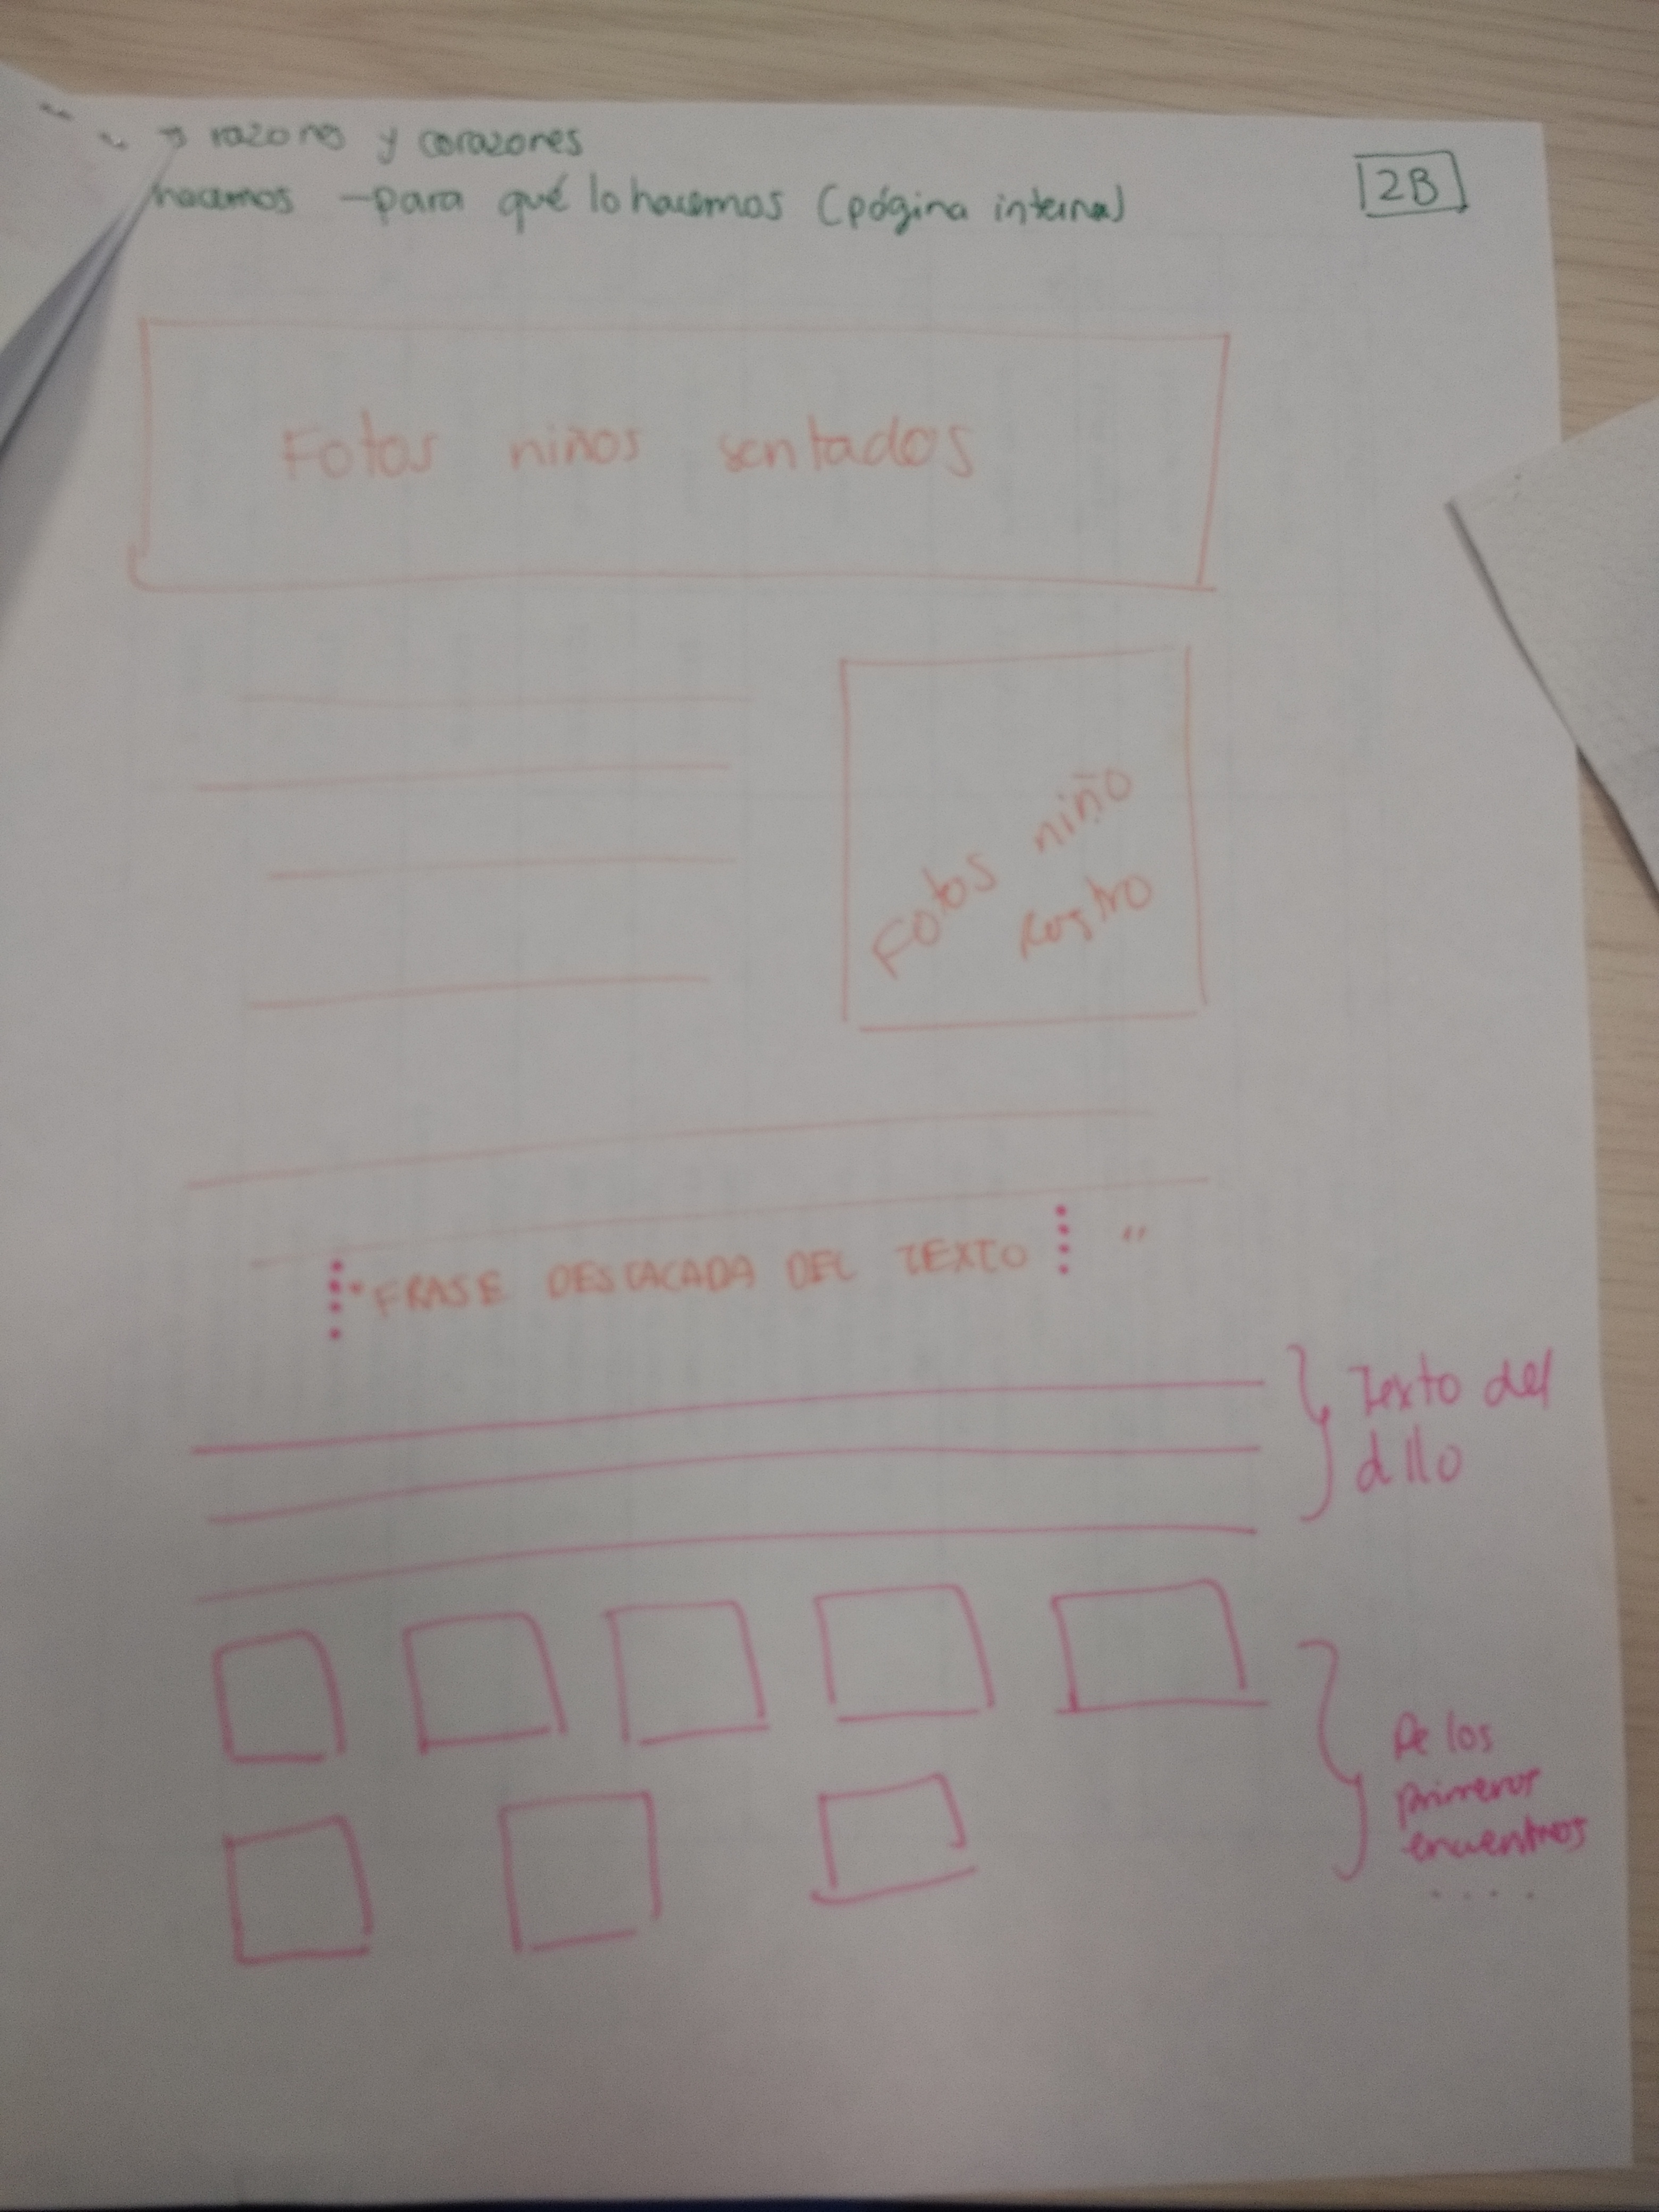 razones y corazones
hacemos - para qué lo hacemos (página interna)
2B
Fotos niños sentados
Fotos niño
Rostro
"FRASE DESTACADA DEL TEXTO "
Texto del
d llo
De los
primeros
encuentros
....